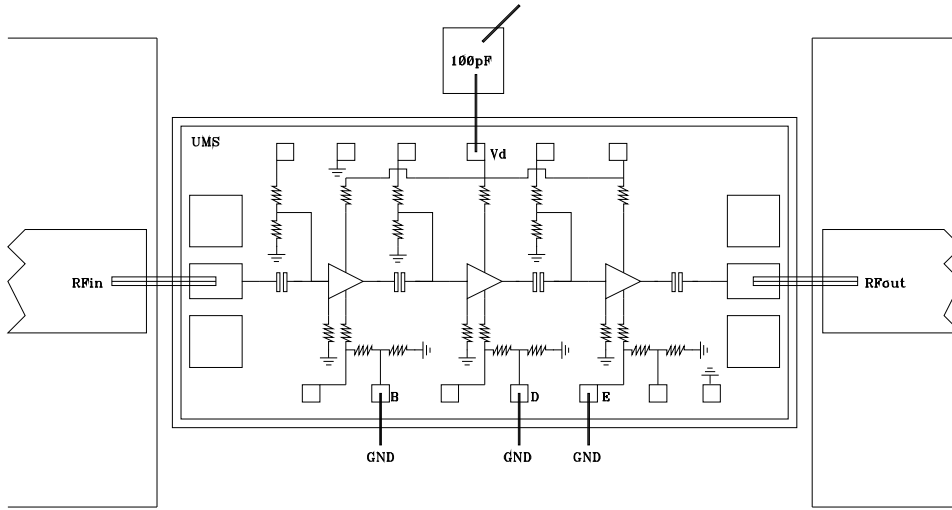 100pF
UMS
Vd
RFin
RFout
B
D
E
GND
GND
GND